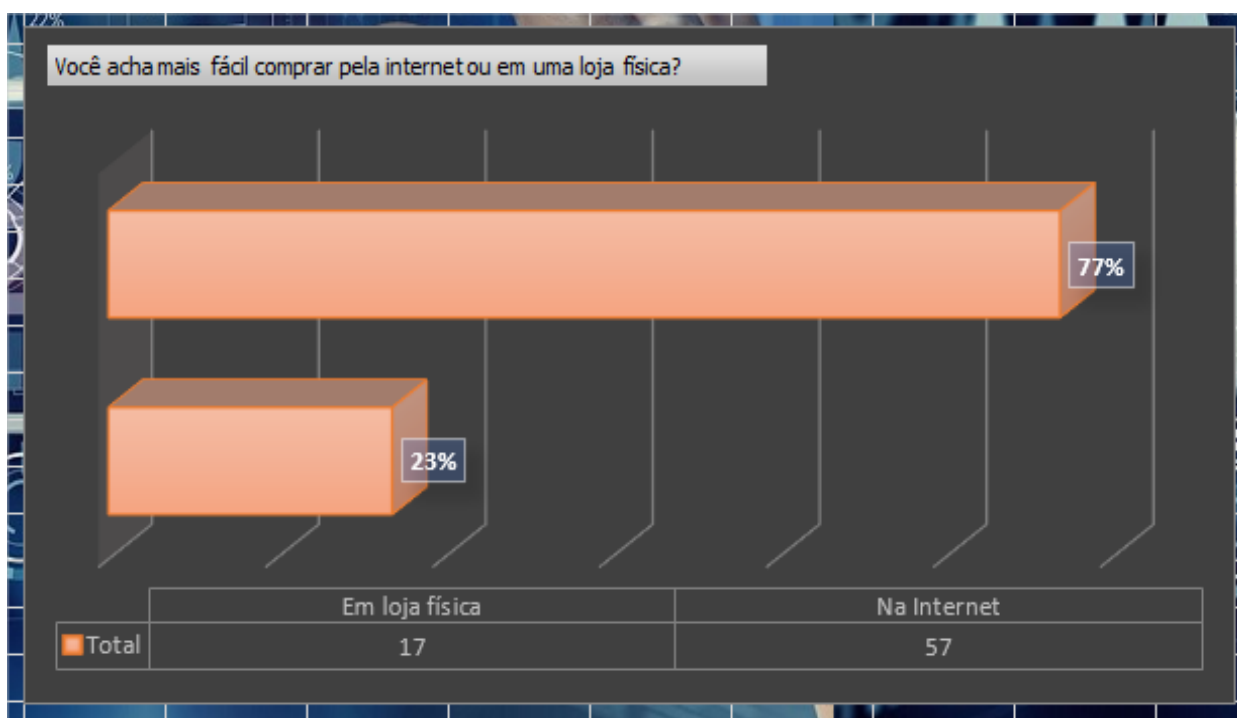 22%
Você acha mais fácil comprar pela internet ou em uma loja física?
77%
23%
Em loja física Na Internet
Total 17 57